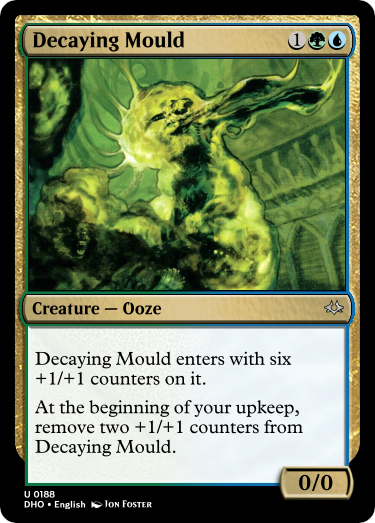 Decaying Mould 1
Creature — Ooze
Decaying Mould enters with six
+1/+1 counters on it.
At the beginning of your upkeep,
remove two +1/+1 counters from
Decaying Mould.
0/0
U 0188
DHO • English Jon Foster